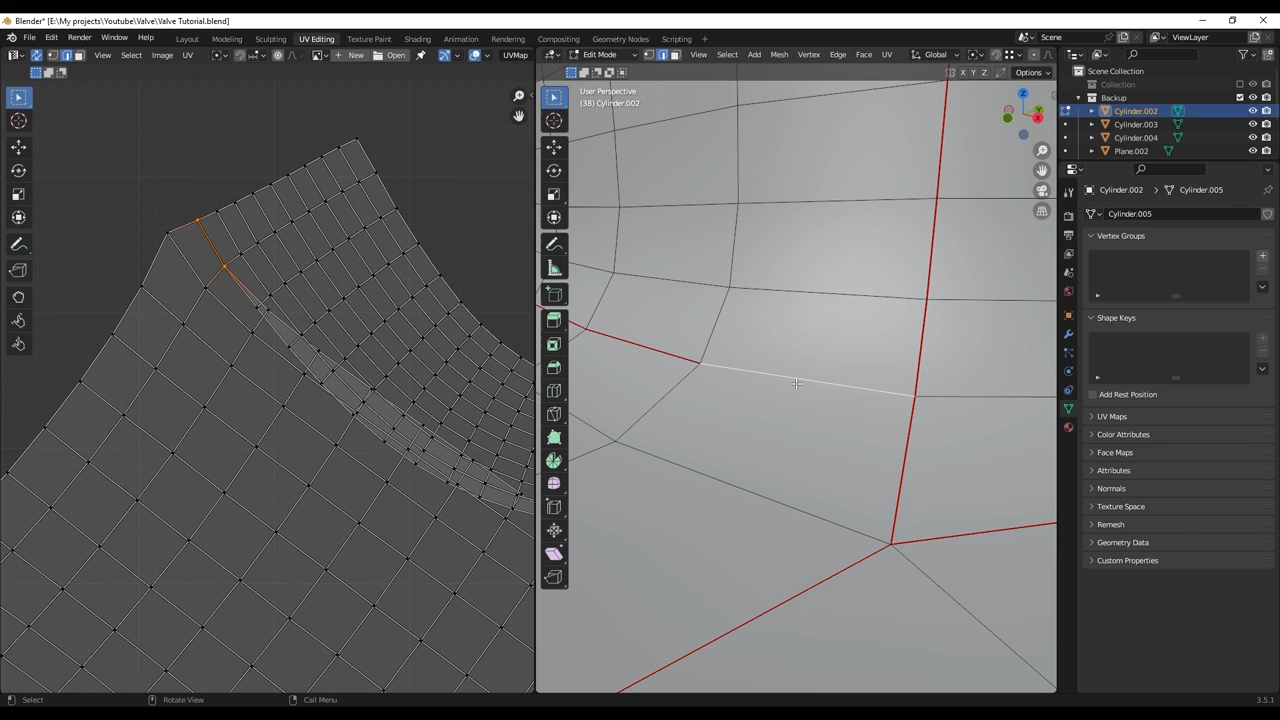 Blender* [E:\My projects\Youtube\Valve\Valve Tutorial.blend]
File Edit Render Window Help Layout Modeling Sculpting UV Editing Texture Paint Shading Animation Rendering Compositing Geometry Nodes Scripting + Scene ViewLayer
View Select Image UV New Open UVMap Edit Mode View Select Add Mesh Vertex Edge Face UV Global
X Y Z Options
Scene Collection
Collection
Backup
User Perspective
(38) Cylinder.002
Cylinder.002
Cylinder.003
Cylinder.004
Plane.002
Cylinder.002 > Cylinder.005
Cylinder.005
Vertex Groups
Shape Keys
Add Rest Position
UV Maps
Color Attributes
Face Maps
Attributes
Normals
Texture Space
Remesh
Geometry Data
Custom Properties
Select Rotate View Call Menu 3.5.1